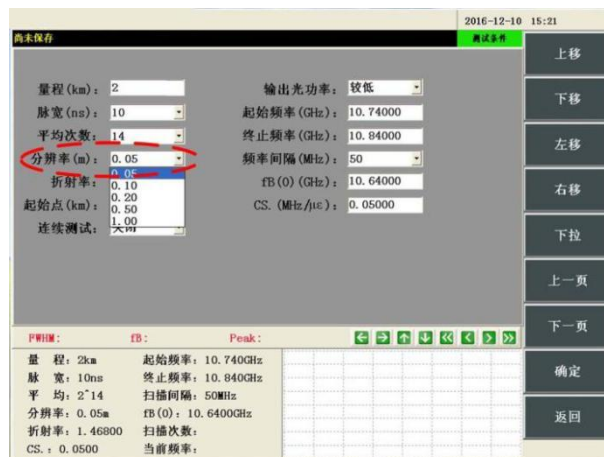 2016-12-10 15:21
尚未保存
测试条件
量程(km): 2
输出光功率: 较低
脉宽(ns): 10
起始频率(GHz): 10.74000
平均次数: 14
终止频率(GHz): 10.84000
分辨率(m): 0.05
频率间隔(MHz): 50
0.05
0.10
0.20
0.50
1.00
折射率:
fB(0)(GHz): 10.64000
起始点(km):
CS.(MHz/με): 0.05000
连续测试: 关闭
FWHM: fB: Peak:
量 程: 2km 起始频率: 10.740GHz
脉 宽: 10ns 终止频率: 10.840GHz
平 均: 2^14 扫描间隔: 50MHz
分辨率: 0.05m fB(0): 10.6400GHz
折射率: 1.46800 扫描次数:
CS.: 0.0500 当前频率:
上移
下移
左移
右移
下拉
上一页
下一页
确定
返回